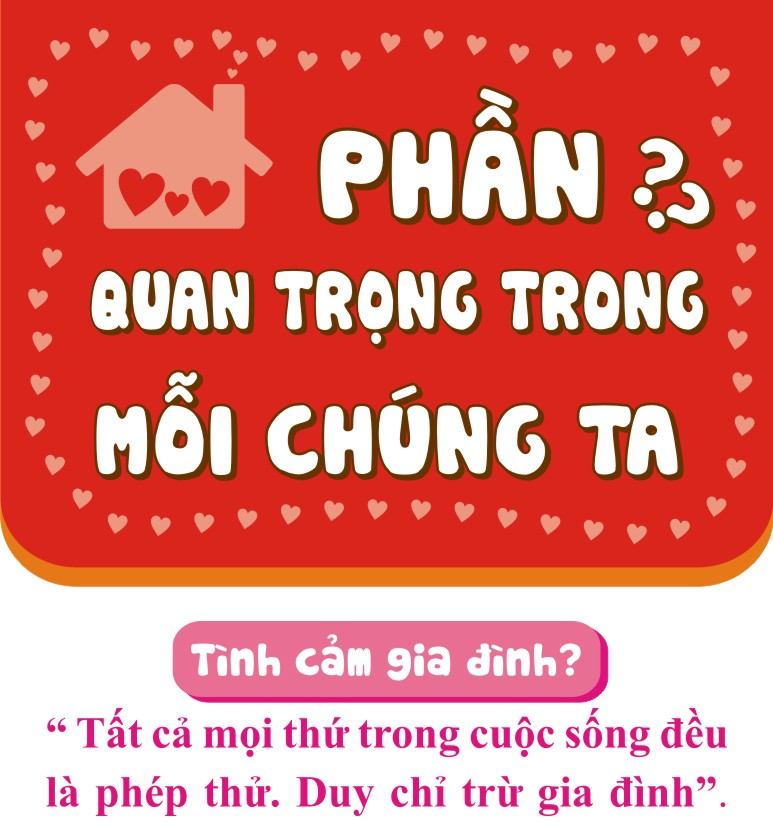 PHẦN ??
QUAN TRỌNG TRONG
MỖI CHÚNG TA
Tình cảm gia đình?
“ Tất cả mọi thứ trong cuộc sống đều
là phép thử. Duy chỉ trừ gia đình”.